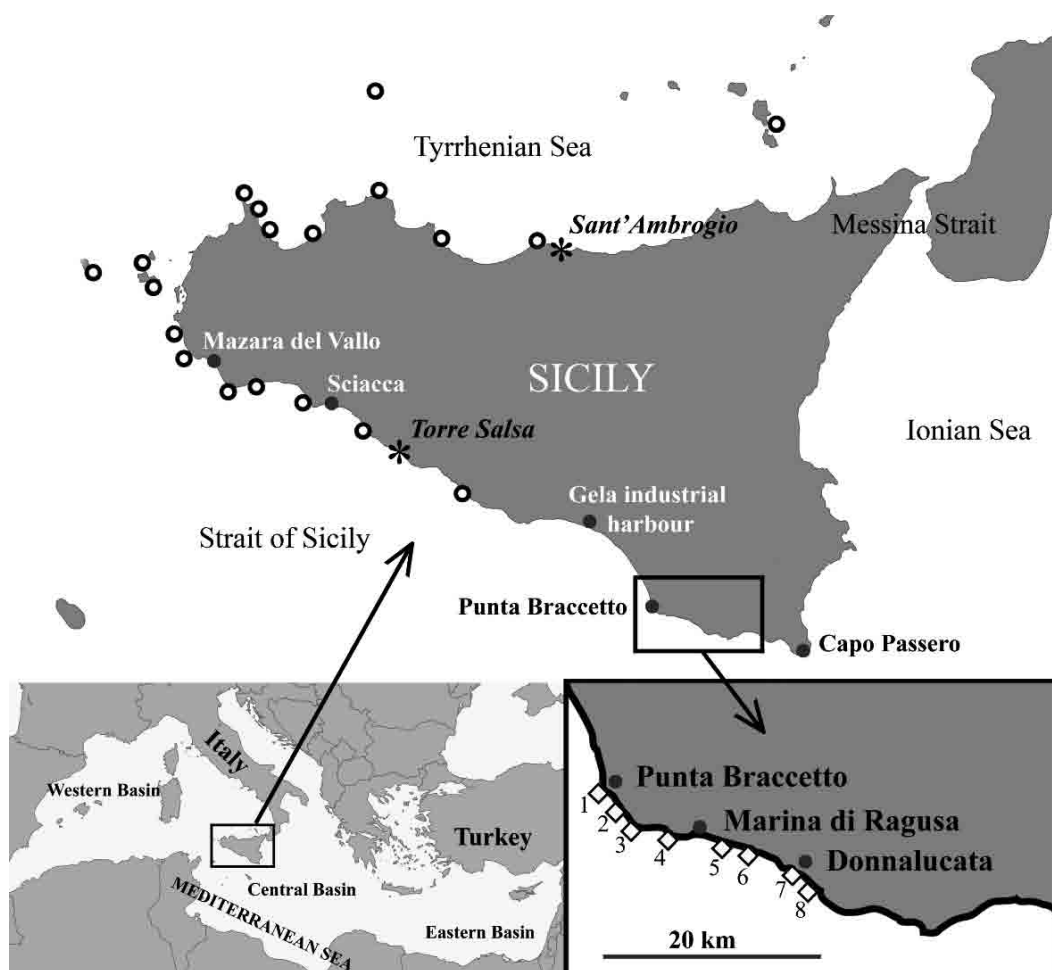 Tyrrhenian Sea
Sant'Ambrogio
Messina Strait
Mazara del Vallo
SICILY
Sciacca
Torre Salsa
Ionian Sea
Gela industrial
harbour
Strait of Sicily
Punta Braccetto
Capo Passero
Italy
Western Basin
Turkey
Central Basin
MEDITERRANEAN SEA
Eastern Basin
Punta Braccetto
1
2
Marina di Ragusa
3
4
Donnalucata
5
6
7
8
20 km